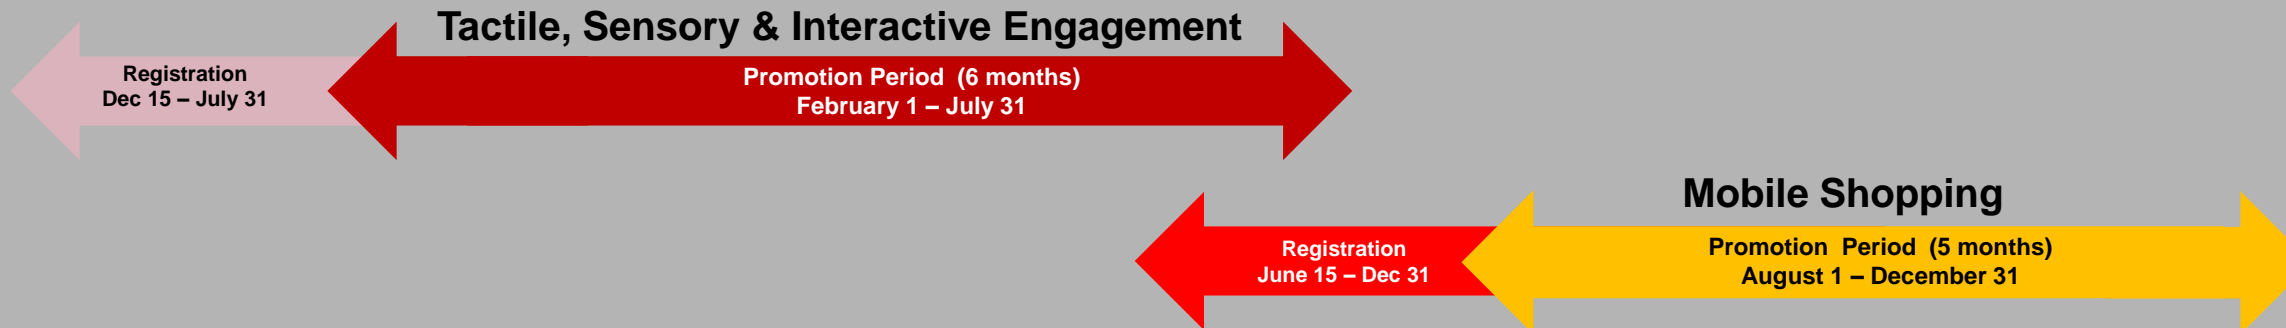 Tactile, Sensory & Interactive Engagement
Registration
Dec 15 – July 31
Promotion Period (6 months)
February 1 – July 31
Mobile Shopping
Registration
June 15 – Dec 31
Promotion Period (5 months)
August 1 – December 31